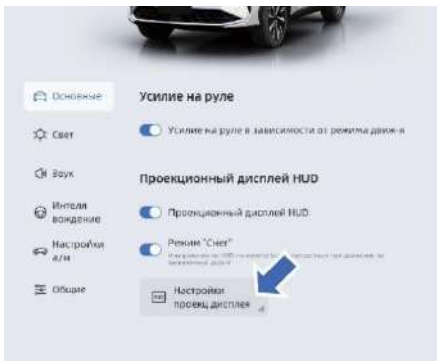 Основные
Свет
Звук
Интелл
вождение
Настройки
а/м
Общие
Усилие на руле
Усилие на руле в зависимости от режима движ-я
Проекционный дисплей HUD
Проекционный дисплей HUD
Режим "Снег"
Настройки
проекц дисплея